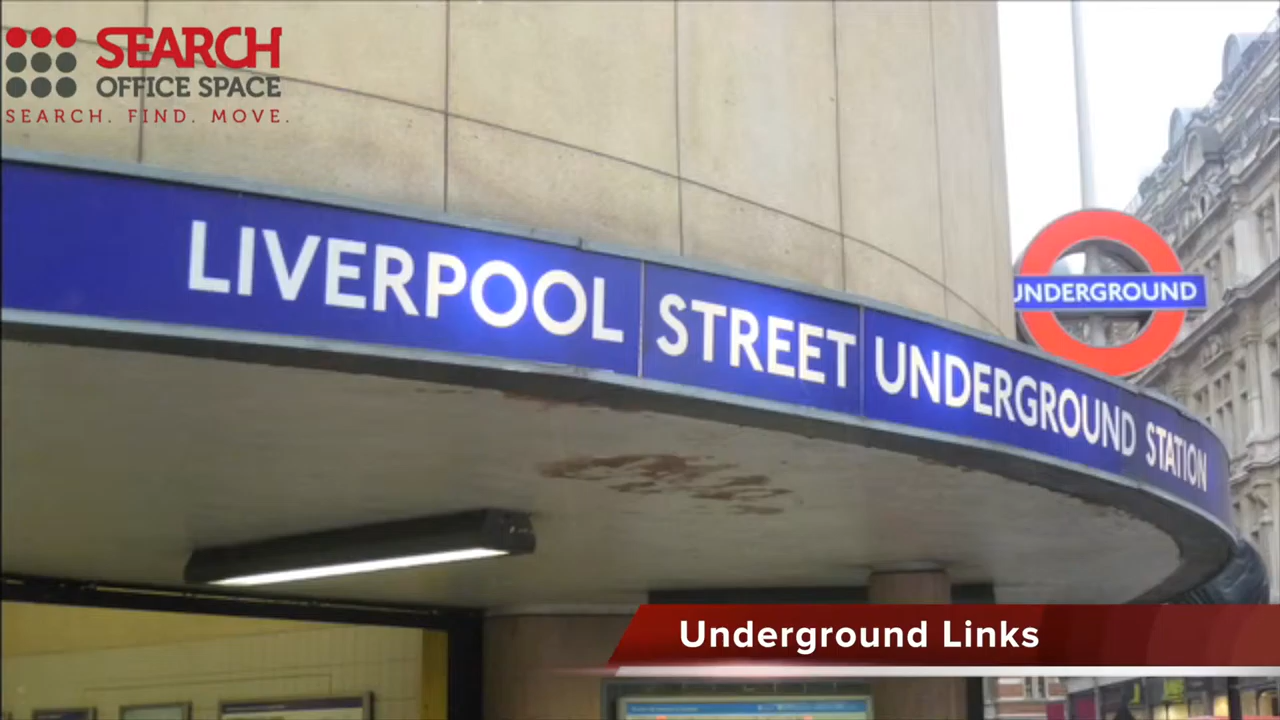 SEARCH
OFFICE SPACE
SEARCH. FIND. MOVE.
LIVERPOOL STREET UNDERGROUND STATION
UNDERGROUND
Underground Links